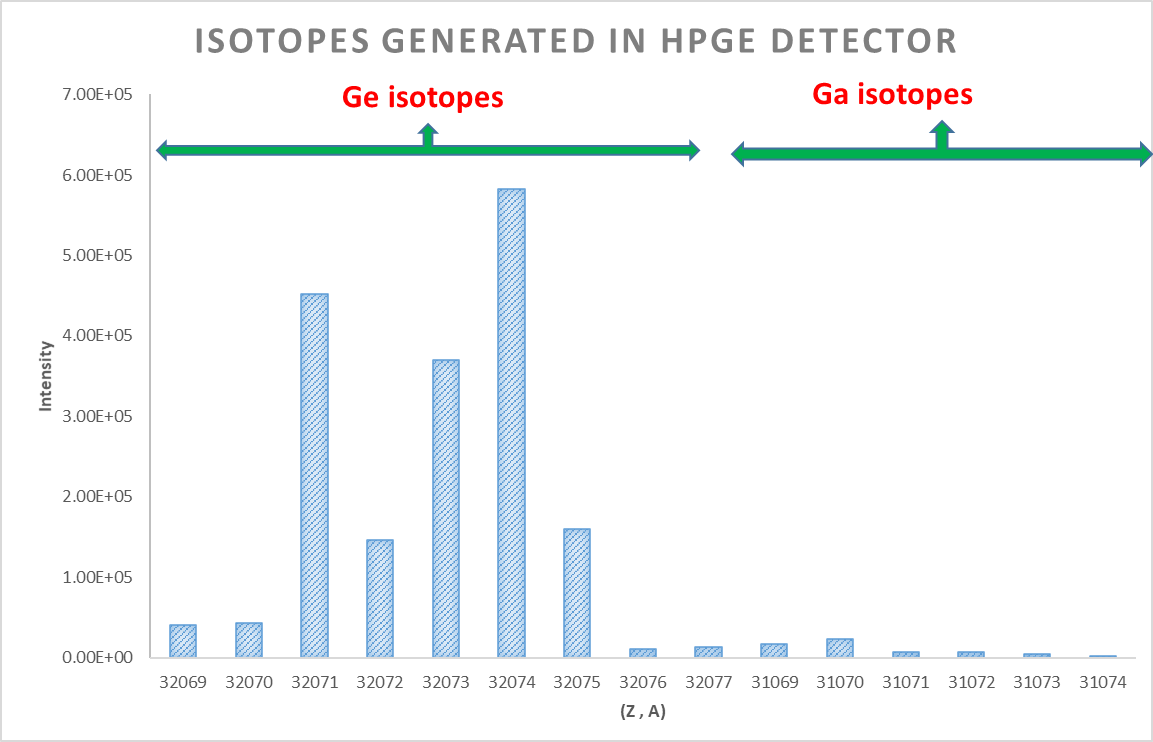 ISOTOPES GENERATED IN HPGE DETECTOR
Ge isotopes
Ga isotopes
7.00E+05
6.00E+05
5.00E+05
4.00E+05
3.00E+05
2.00E+05
1.00E+05
0.00E+00
Intensity
32069 32070 32071 32072 32073 32074 32075 32076 32077 31069 31070 31071 31072 31073 31074
(Z , A)